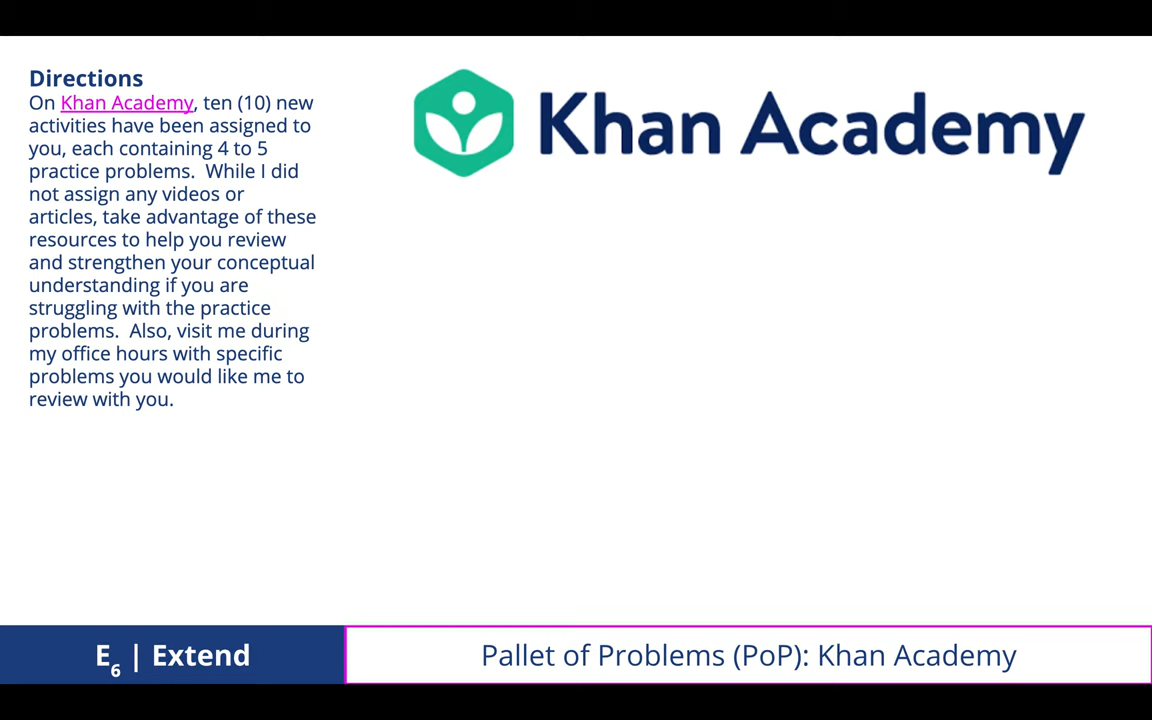 Directions
On Khan Academy, ten (10) new
activities have been assigned to
you, each containing 4 to 5
practice problems.  While I did
not assign any videos or
articles, take advantage of these
resources to help you review
and strengthen your conceptual
understanding if you are
struggling with the practice
problems.  Also, visit me during
my office hours with specific
problems you would like me to
review with you.
Khan Academy
E6 | Extend
Pallet of Problems (PoP): Khan Academy